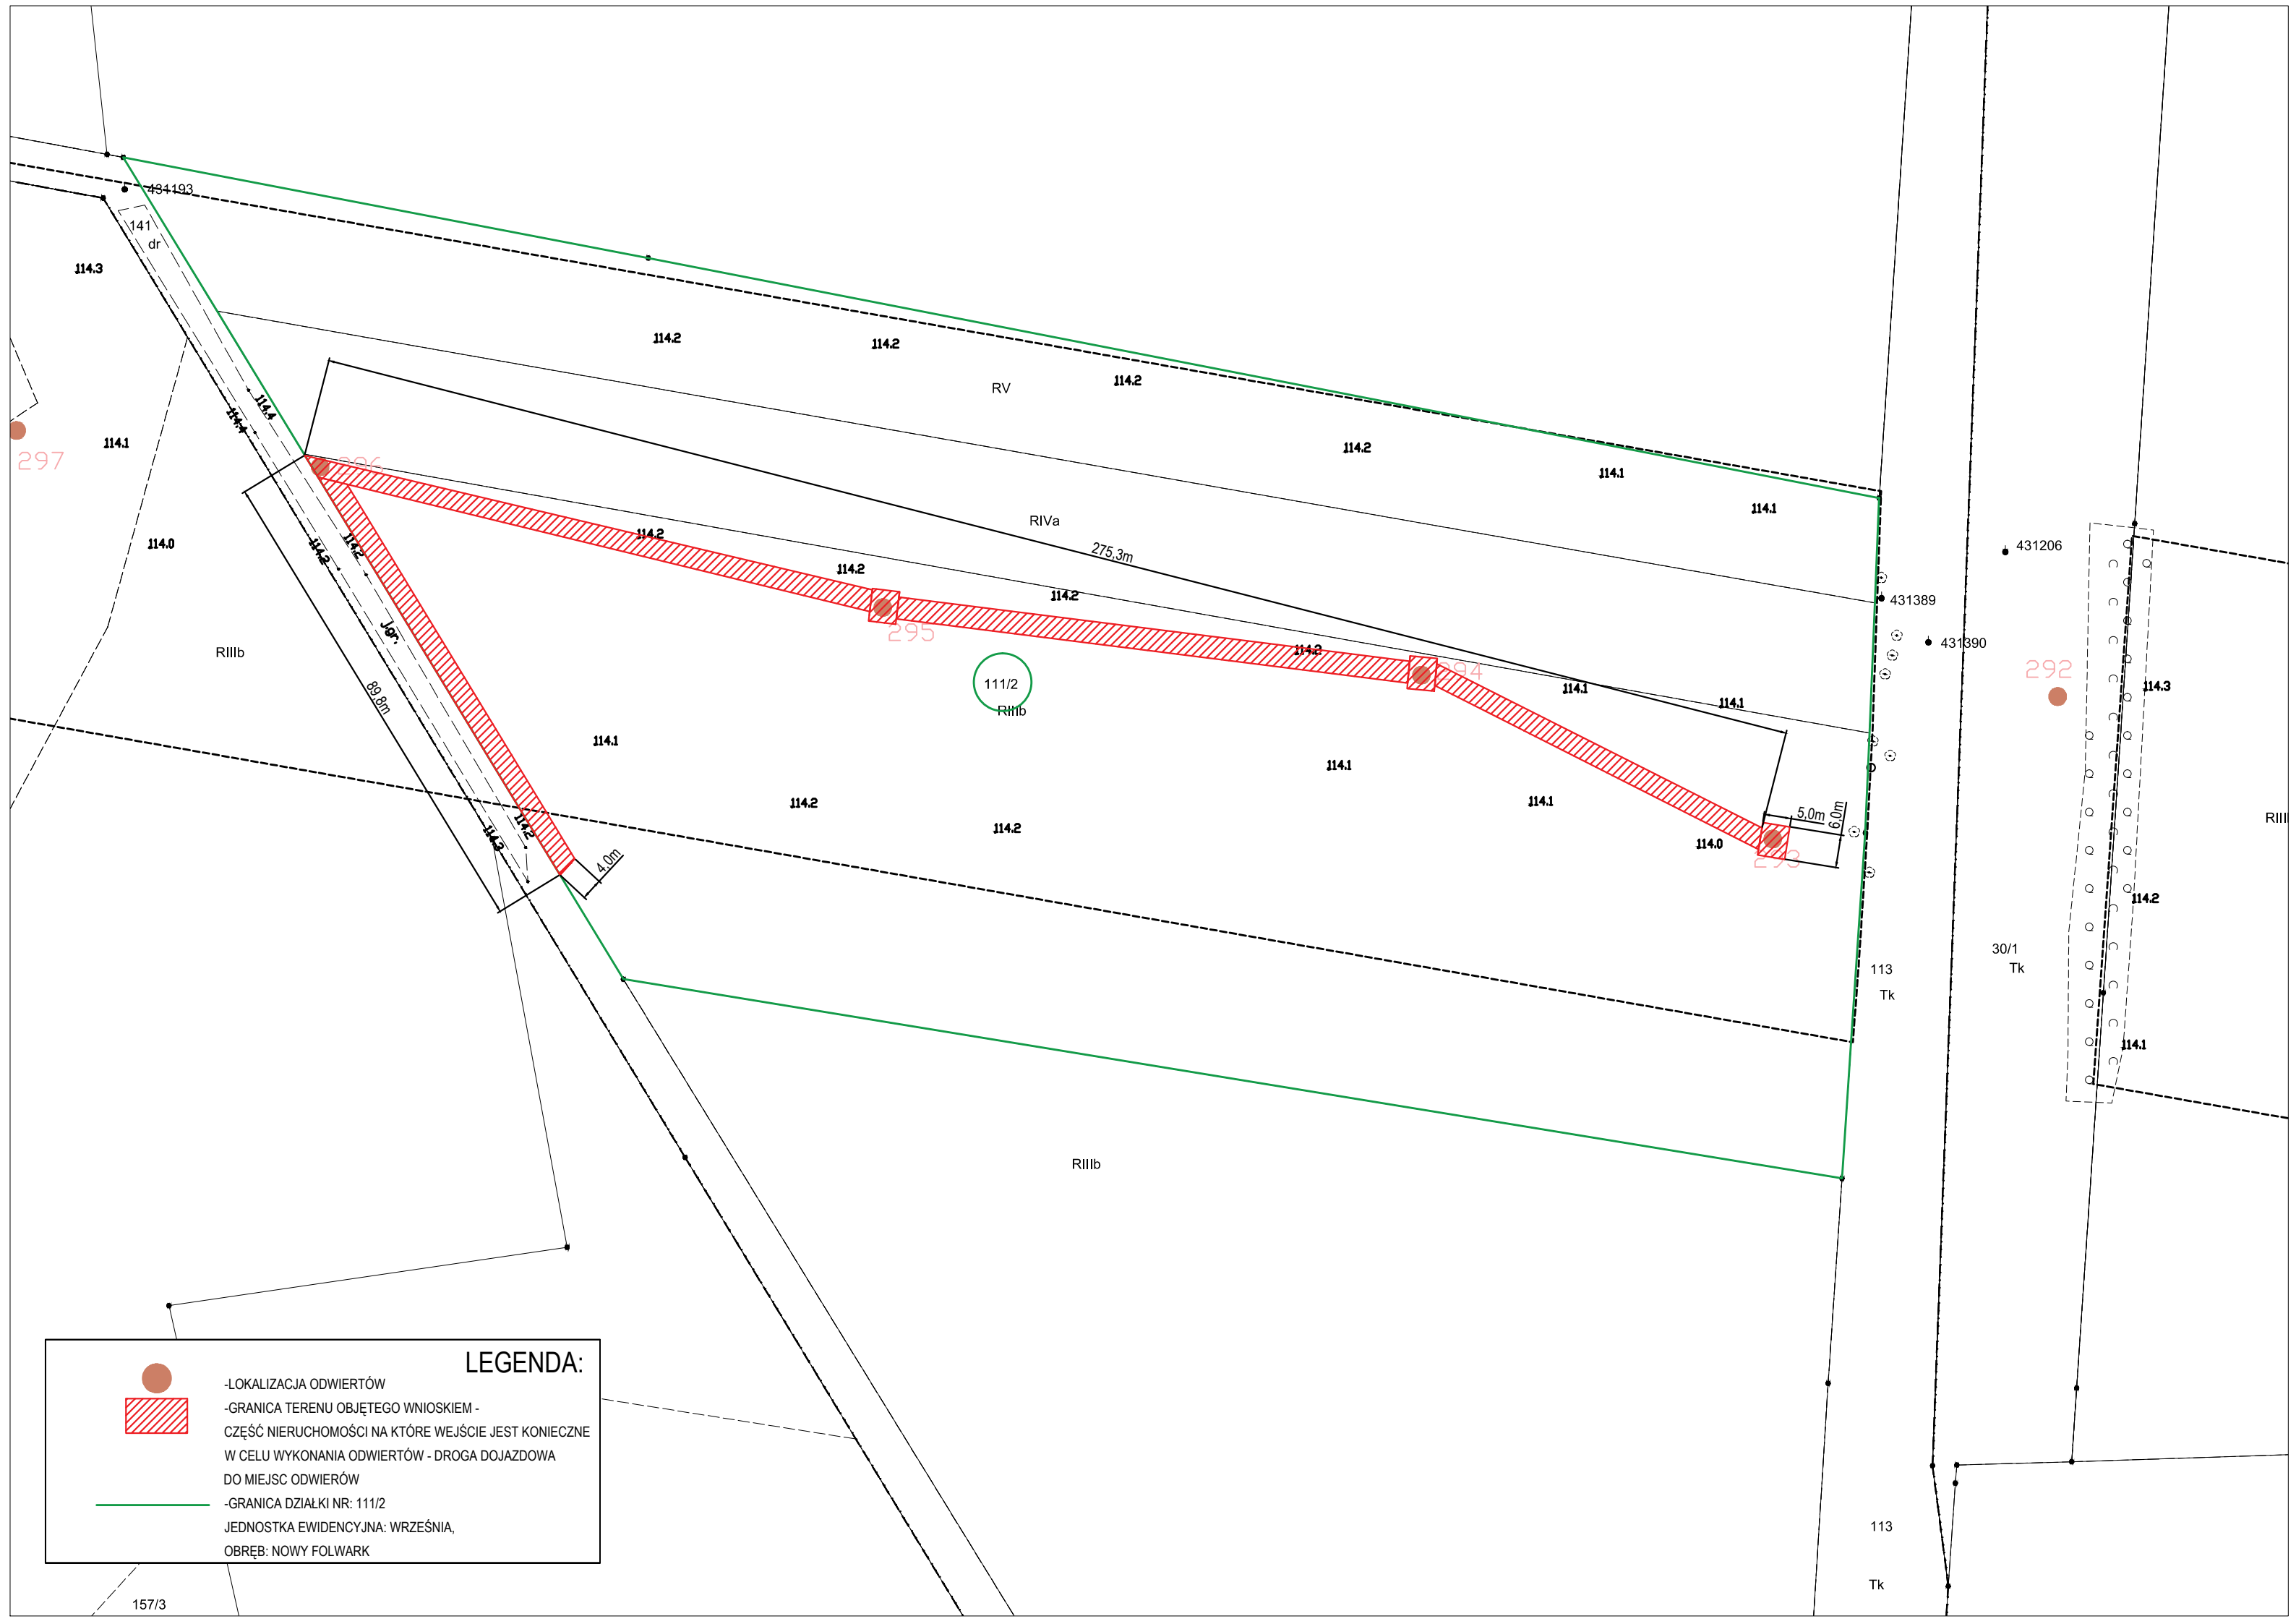 431193
141
dr
114.3
114.2
114.2
RV
114.2
114.4
114.4
297
114.1
296
114.2
114.1
114.1
RIVa
275,3m
114.0
114.2
114.2
114.2
114.2
114.2
431206
431389
431390
295
J.gr.
RIIIb
114.2
294
292
114.3
111/2
RIIIb
114.1
114.1
89,8m
114.1
114.1
114.2
114.1
5,0m
6,0m
RIII
114.2
114.2
114.3
114.0
293
4,0m
114.2
30/1
Tk
113
Tk
114.1
RIIIb
LEGENDA:
-LOKALIZACJA ODWIERTÓW
-GRANICA TERENU OBJĘTEGO WNIOSKIEM -
CZĘŚĆ NIERUCHOMOŚCI NA KTÓRE WEJŚCIE JEST KONIECZNE
W CELU WYKONANIA ODWIERTÓW - DROGA DOJAZDOWA
DO MIEJSC ODWIERÓW
-GRANICA DZIAŁKI NR: 111/2
JEDNOSTKA EWIDENCYJNA: WRZEŚNIA,
OBRĘB: NOWY FOLWARK
113
Tk
157/3